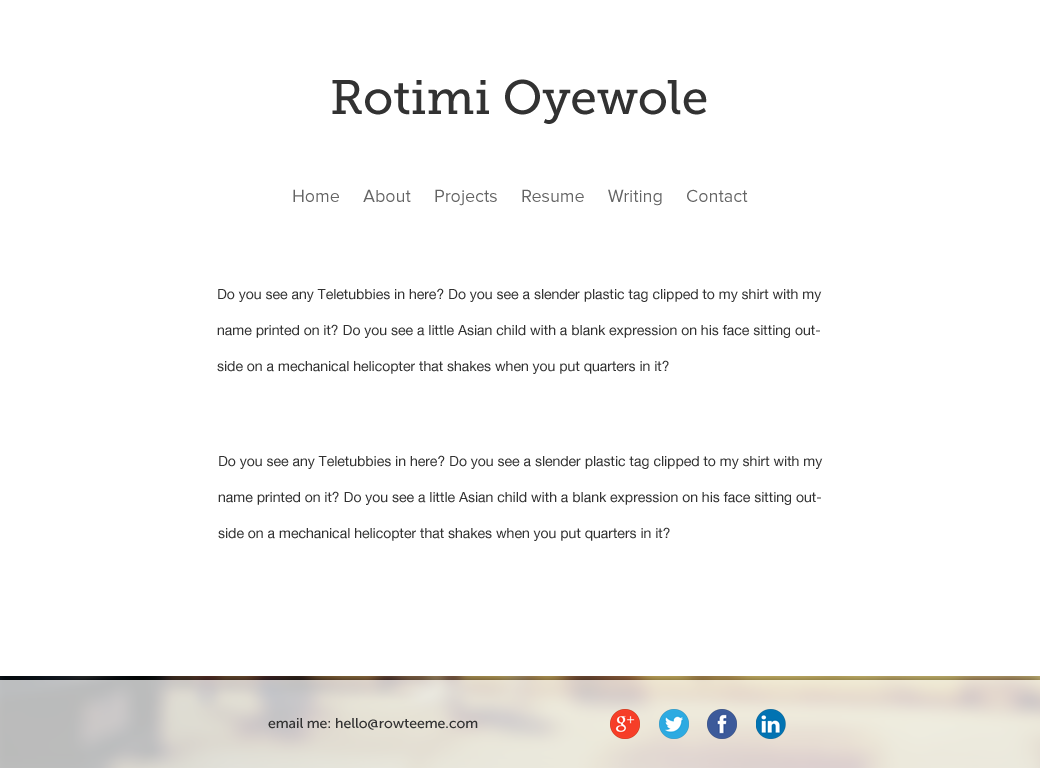 Rotimi Oyewole
Home About Projects Resume Writing Contact
Do you see any Teletubbies in here? Do you see a slender plastic tag clipped to my shirt with my
name printed on it? Do you see a little Asian child with a blank expression on his face sitting out-
side on a mechanical helicopter that shakes when you put quarters in it?
Do you see any Teletubbies in here? Do you see a slender plastic tag clipped to my shirt with my
name printed on it? Do you see a little Asian child with a blank expression on his face sitting out-
side on a mechanical helicopter that shakes when you put quarters in it?
email me: hello@rowteeme.com g+ f in